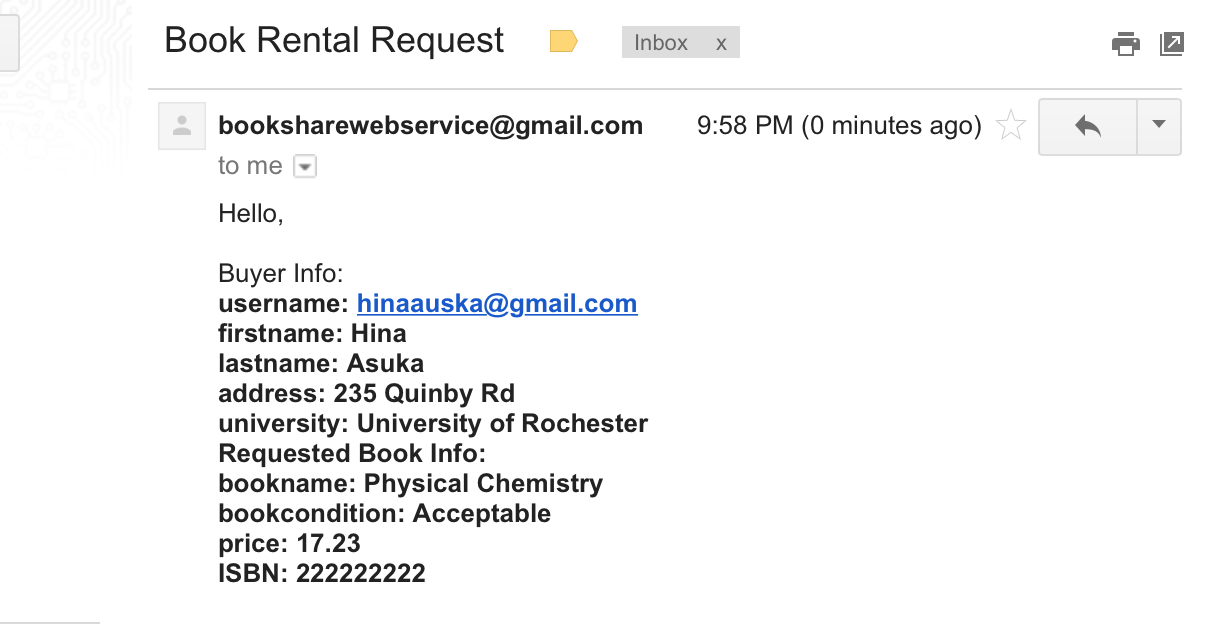 Book Rental Request
Inbox x
booksharewebservice@gmail.com 9:58 PM (0 minutes ago)
to me
Hello,
Buyer Info:
username: hinaauska@gmail.com
firstname: Hina
lastname: Asuka
address: 235 Quinby Rd
university: University of Rochester
Requested Book Info:
bookname: Physical Chemistry
bookcondition: Acceptable
price: 17.23
ISBN: 222222222